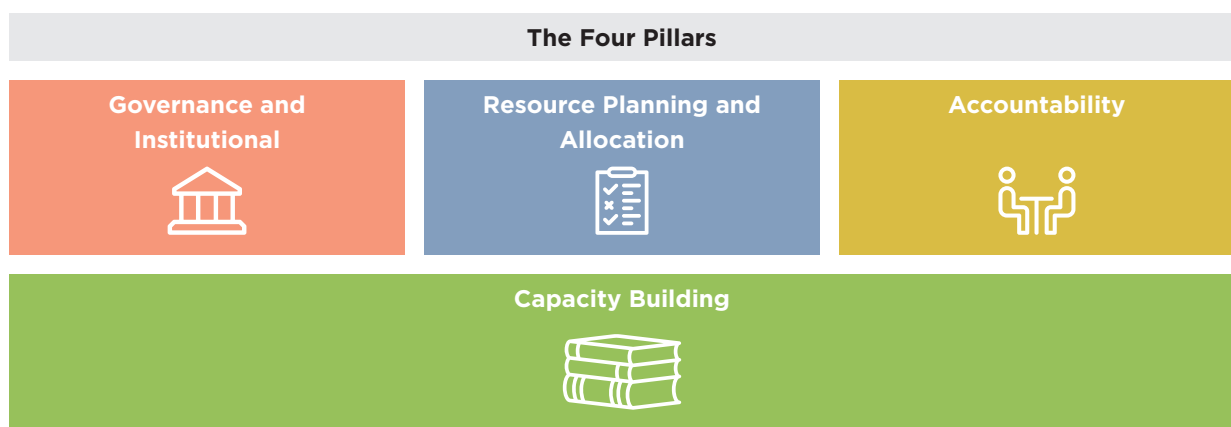 The Four Pillars
Governance and
Institutional
Resource Planning and
Allocation
Accountability
Capacity Building